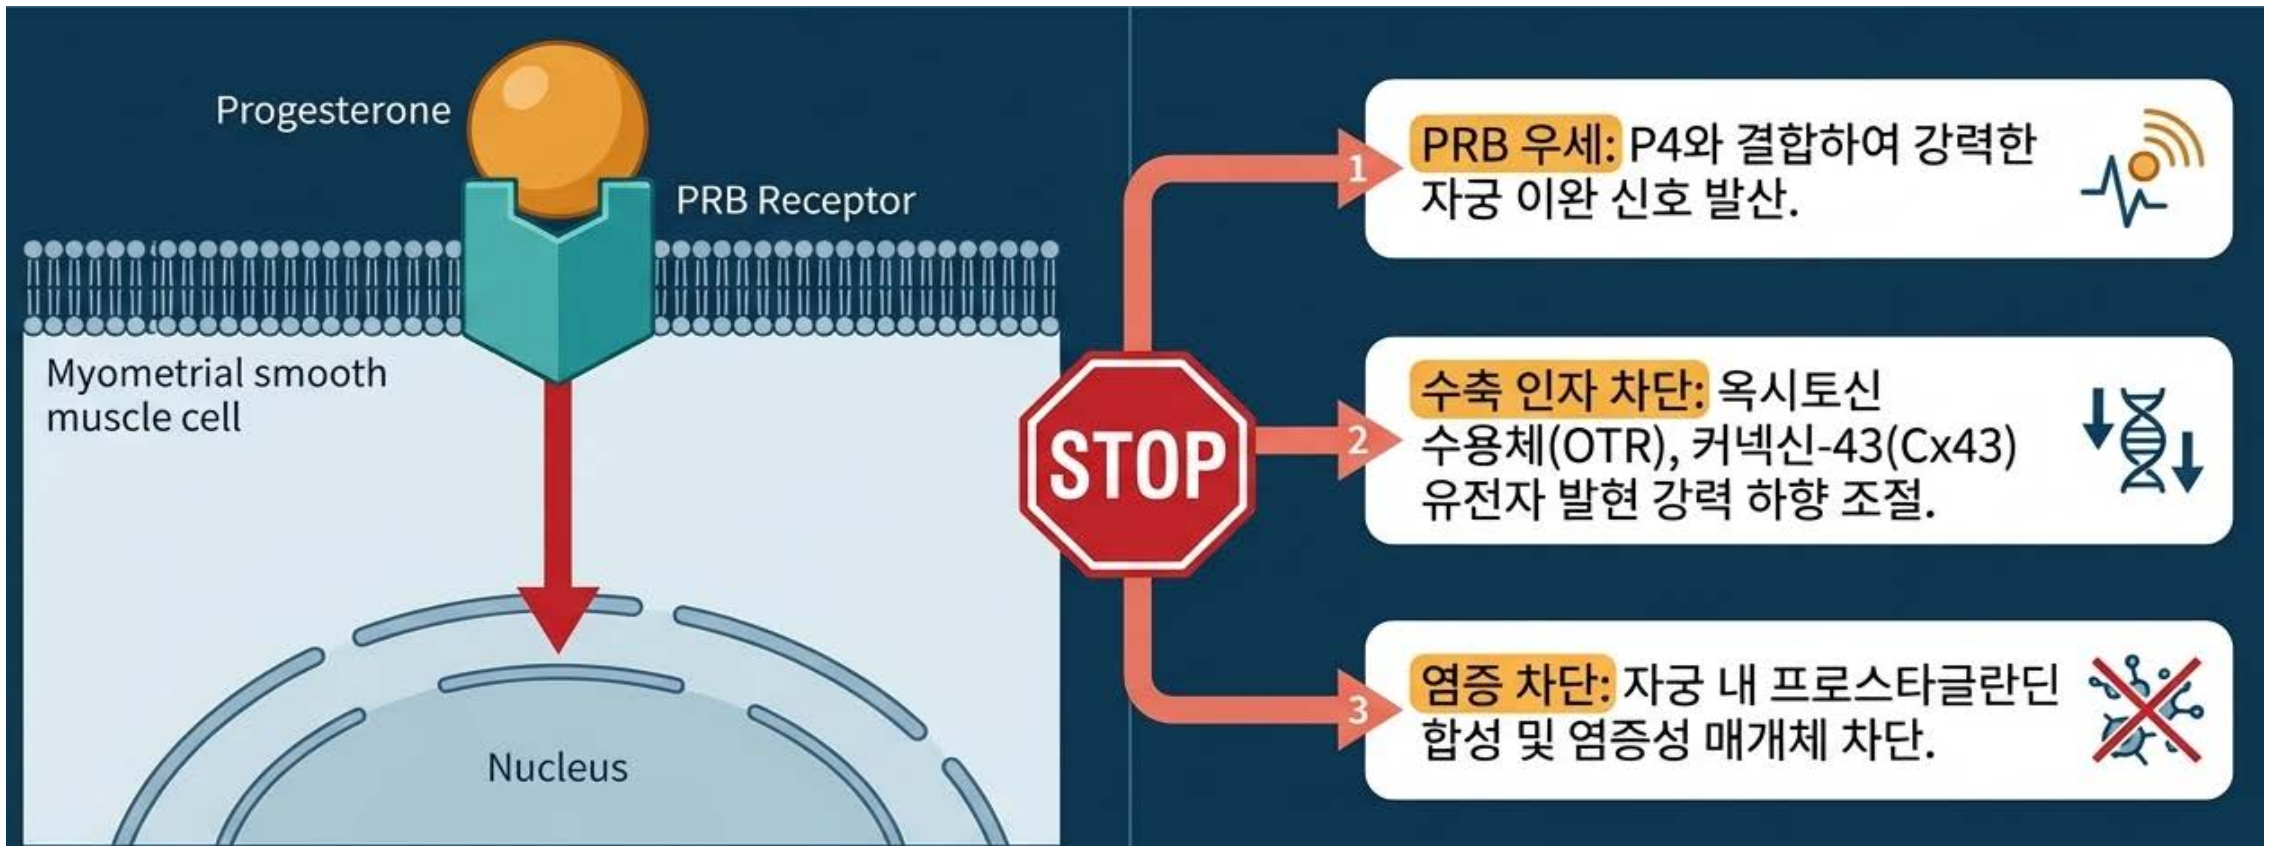 Progesterone
PRB Receptor
Myometrial smooth
muscle cell
Nucleus
STOP
1
PRB 우세: P4와 결합하여 강력한
자궁 이완 신호 발산.
2
수축 인자 차단: 옥시토신
수용체(OTR), 커넥신-43(Cx43)
유전자 발현 강력 하향 조절.
3
염증 차단: 자궁 내 프로스타글란딘
합성 및 염증성 매개체 차단.